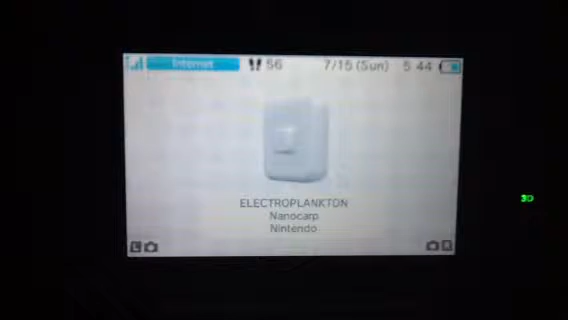 Internet 56 7/15 (Sun) 5 44
ELECTROPLANKTON
Nanocarp
Nintendo
L R
3D